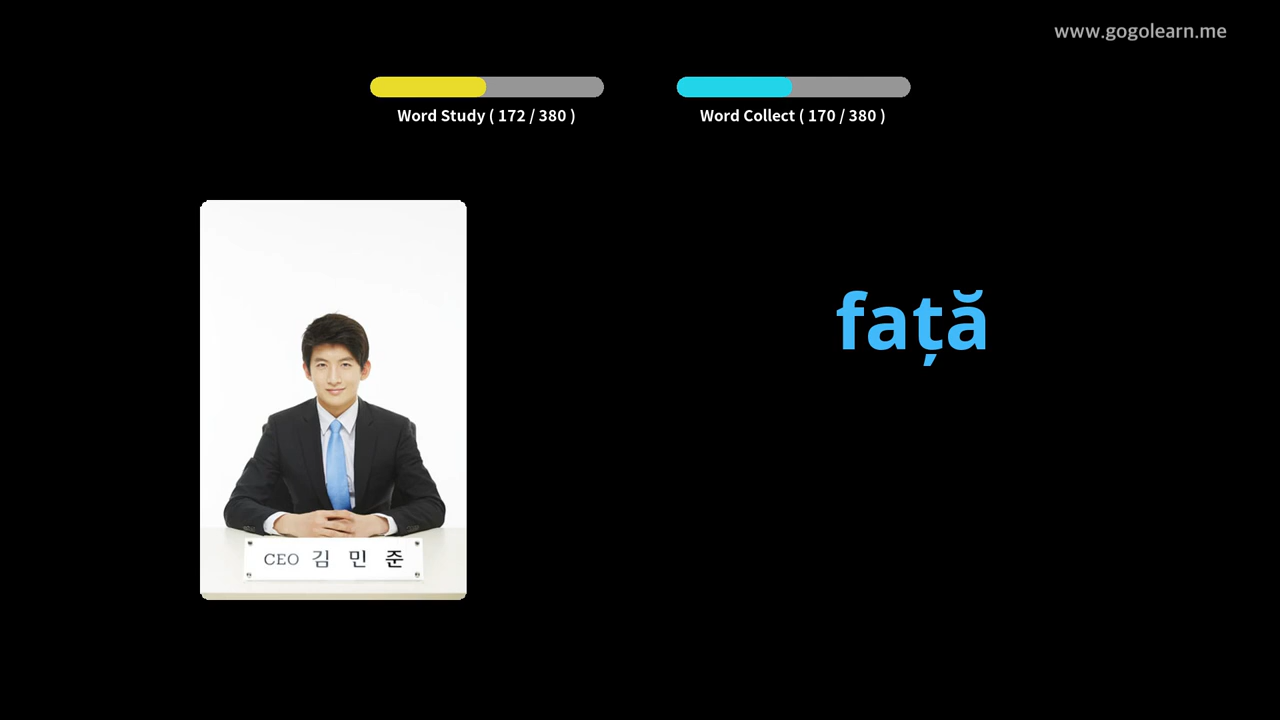 www.gogolearn.me
Word Study ( 172 / 380 )
Word Collect ( 170 / 380 )
față
CEO 김 민 준